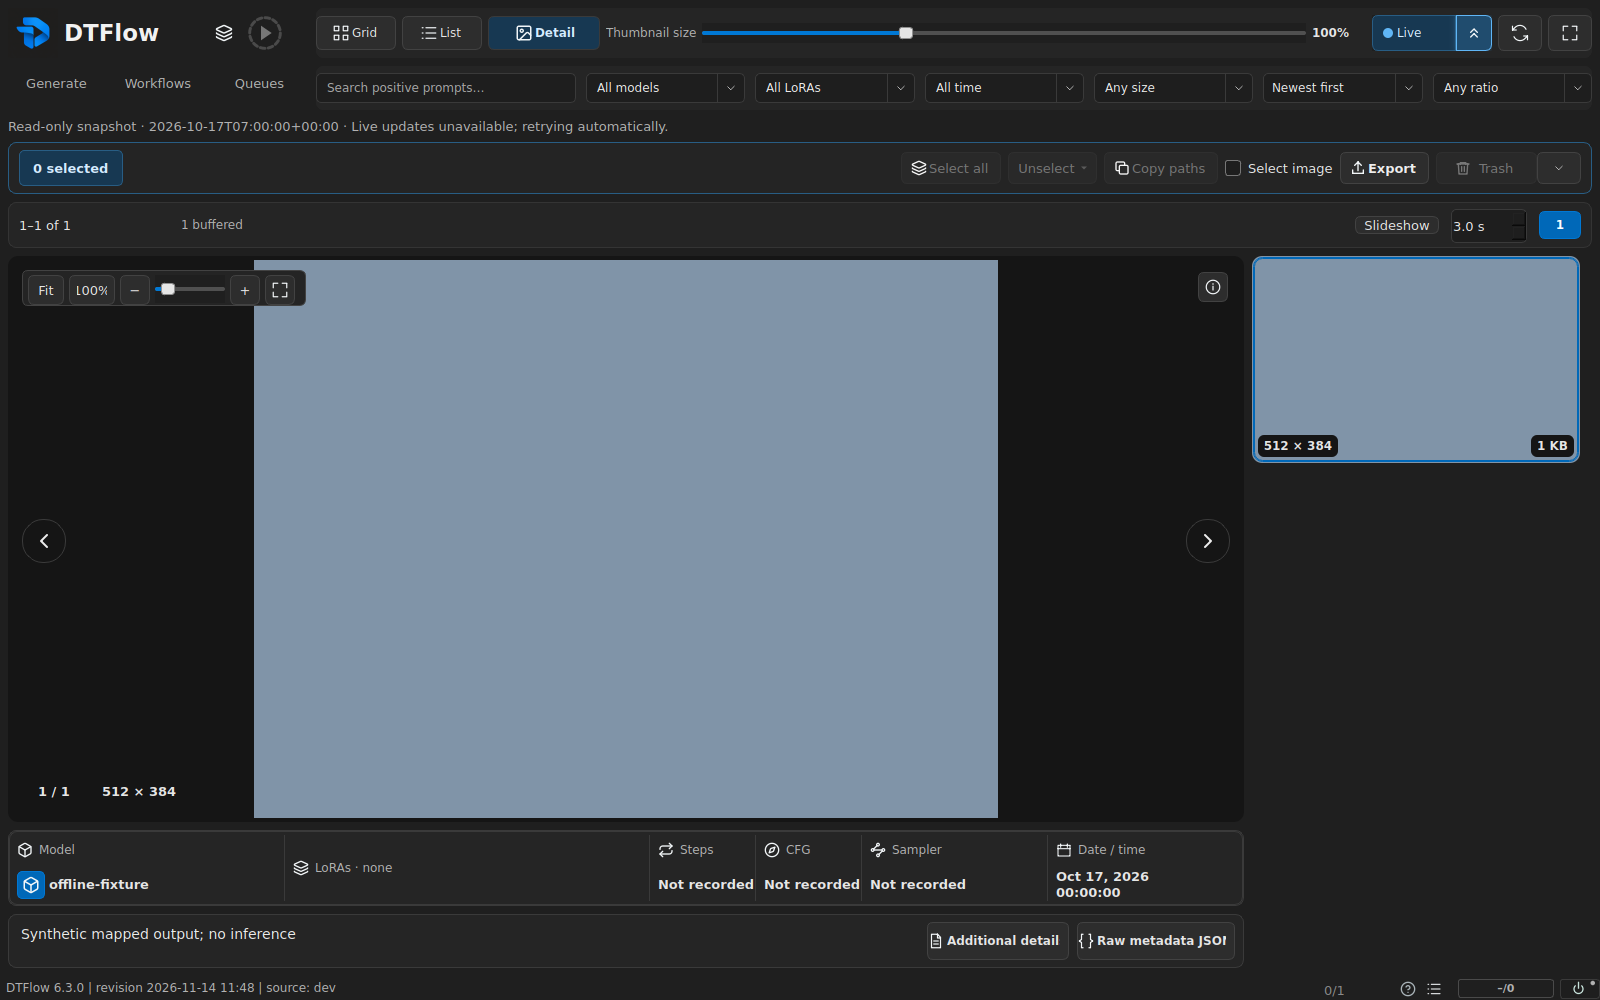 DTFlow
Grid
List
Detail
Thumbnail size
100%
Live
Generate
Workflows
Queues
Search positive prompts...
All models
All LoRAs
All time
Any size
Newest first
Any ratio
Read-only snapshot · 2026-10-17T07:00:00+00:00 · Live updates unavailable; retrying automatically.
0 selected
Select all
Unselect
Copy paths
Select image
Export
Trash
1–1 of 1
1 buffered
Slideshow
3.0 s
1
Fit
100%
−
+
512 × 384
1 KB
1 / 1
512 × 384
Model
offline-fixture
LoRAs · none
Steps
Not recorded
CFG
Not recorded
Sampler
Not recorded
Date / time
Oct 17, 2026
00:00:00
Synthetic mapped output; no inference
Additional detail
{} Raw metadata JSON
DTFlow 6.3.0 | revision 2026-11-14 11:48 | source: dev
0/1
–/0